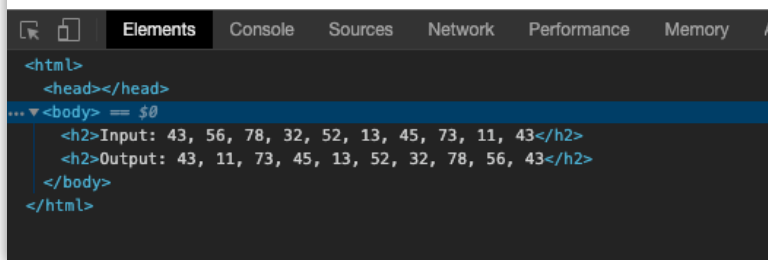 Elements Console Sources Network Performance Memory
<html>
<head></head>
<body> == $0
<h2>Input: 43, 56, 78, 32, 52, 13, 45, 73, 11, 43</h2>
<h2>Output: 43, 11, 73, 45, 13, 52, 32, 78, 56, 43</h2>
</body>
</html>